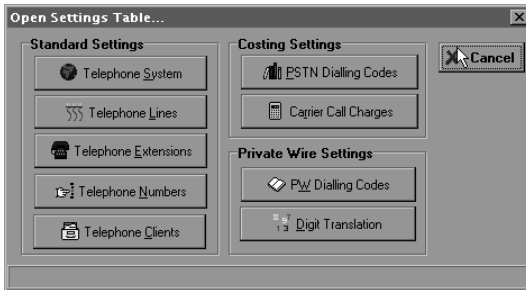 Open Settings Table...
Standard Settings
Telephone System
Telephone Lines
Telephone Extensions
Telephone Numbers
Telephone Clients
Costing Settings
PSTN Dialling Codes
Carrier Call Charges
Private Wire Settings
PW Dialling Codes
Digit Translation
Cancel